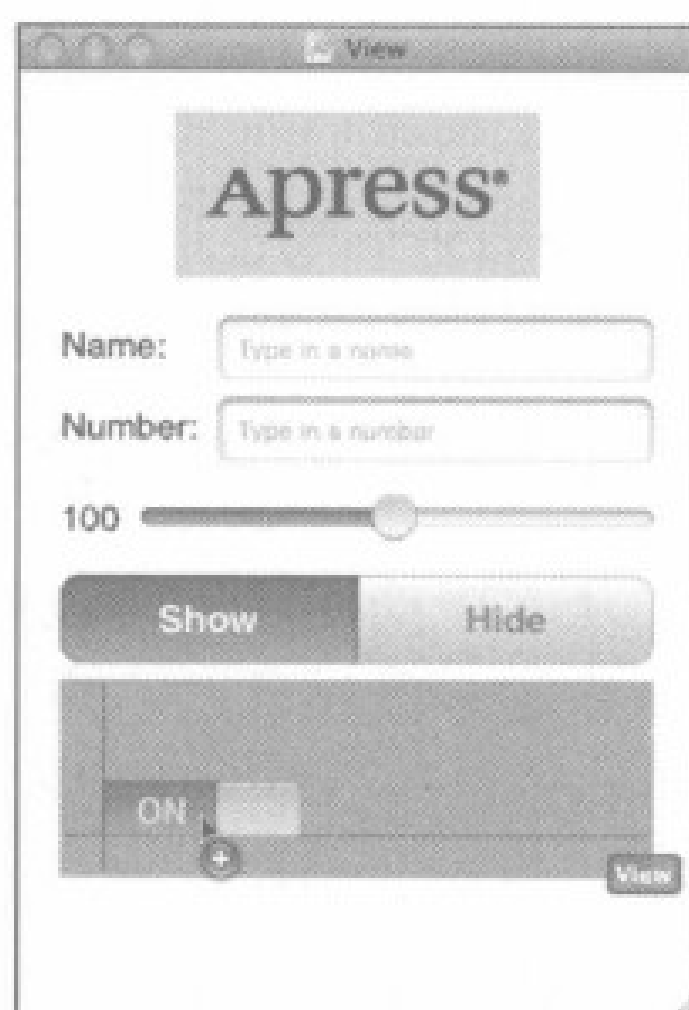 View
Apress®
Name: Type in a name
Number: Type in a number
100
Show Hide
ON
View